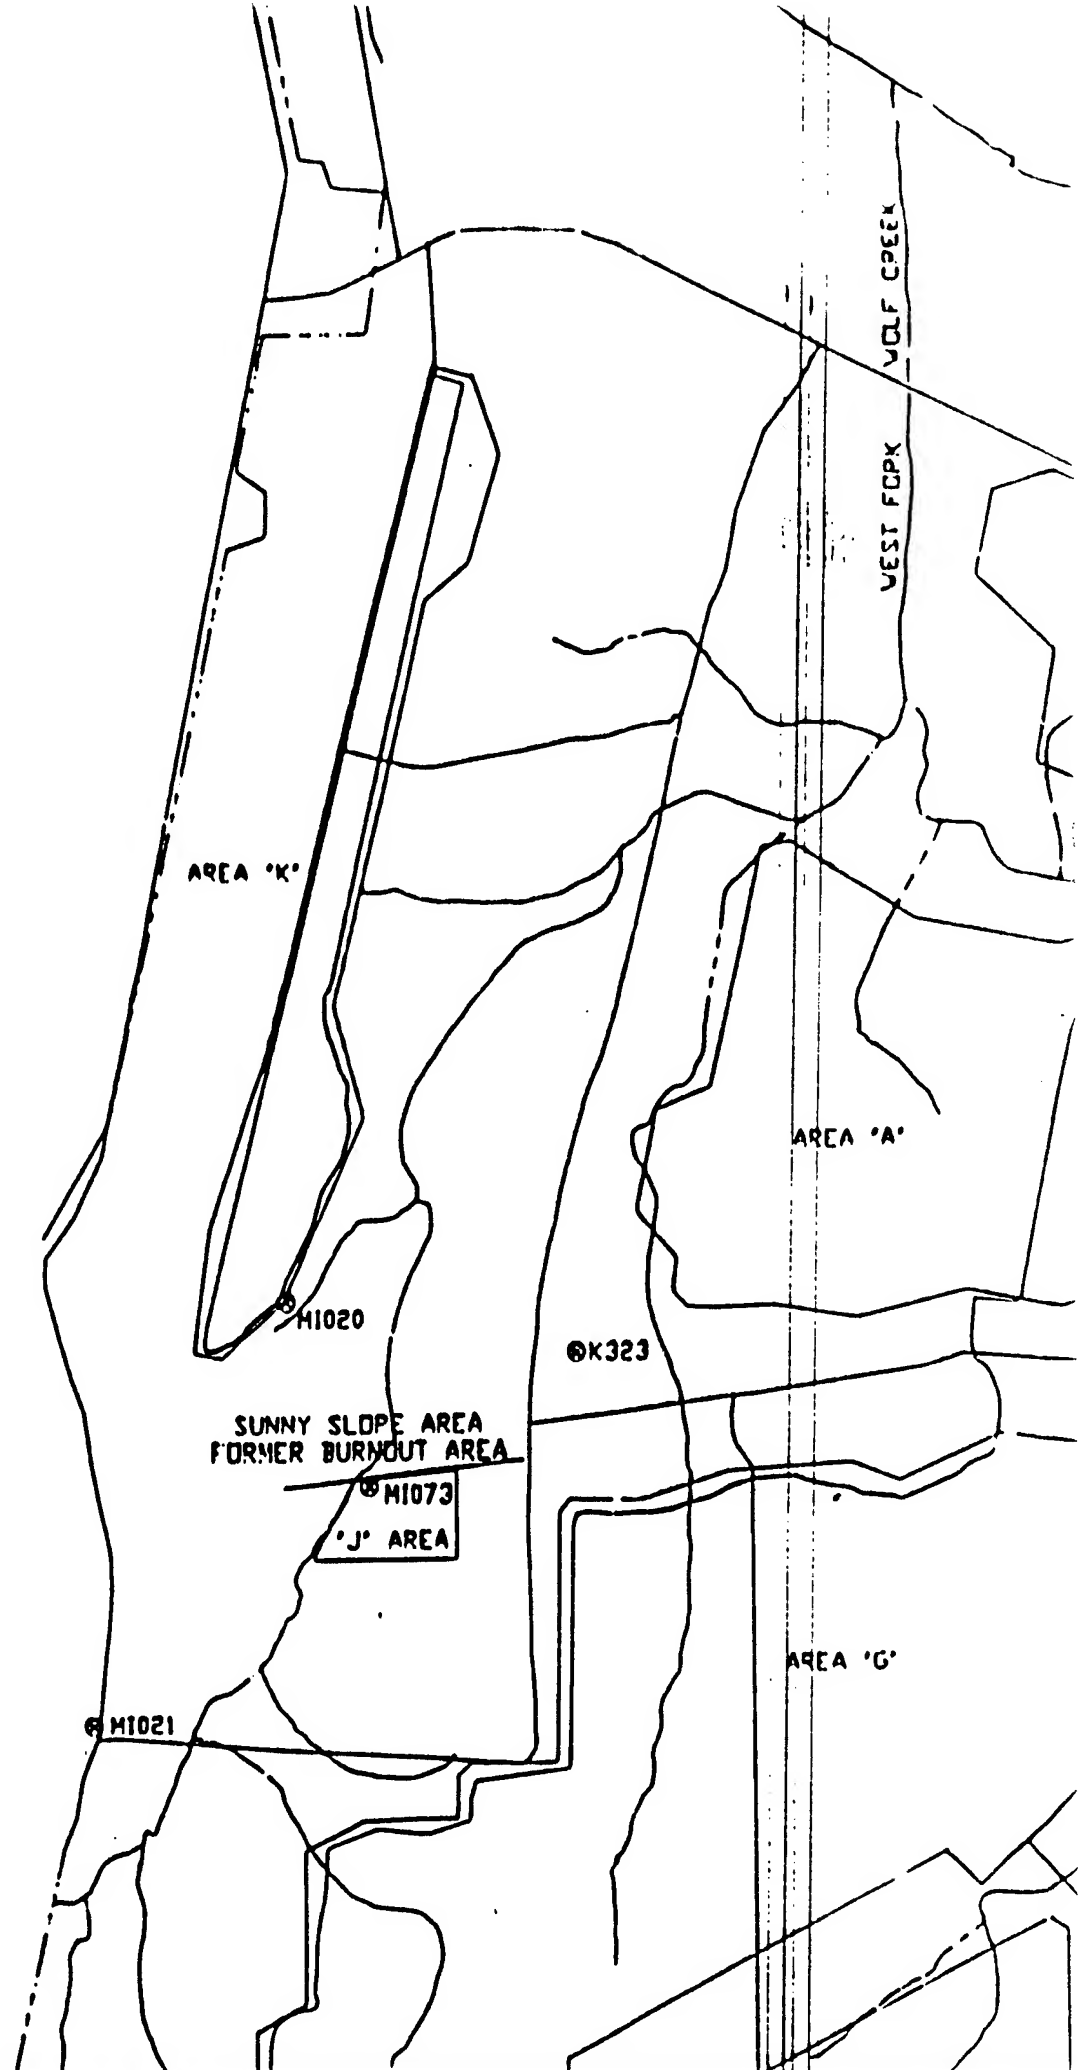 WEST FORK WOLF CREEK
AREA "K"
AREA "A"
M1020
K323
SUNNY SLOPE AREA
FORMER BURNOUT AREA
M1073
"J" AREA
AREA "G"
M1021